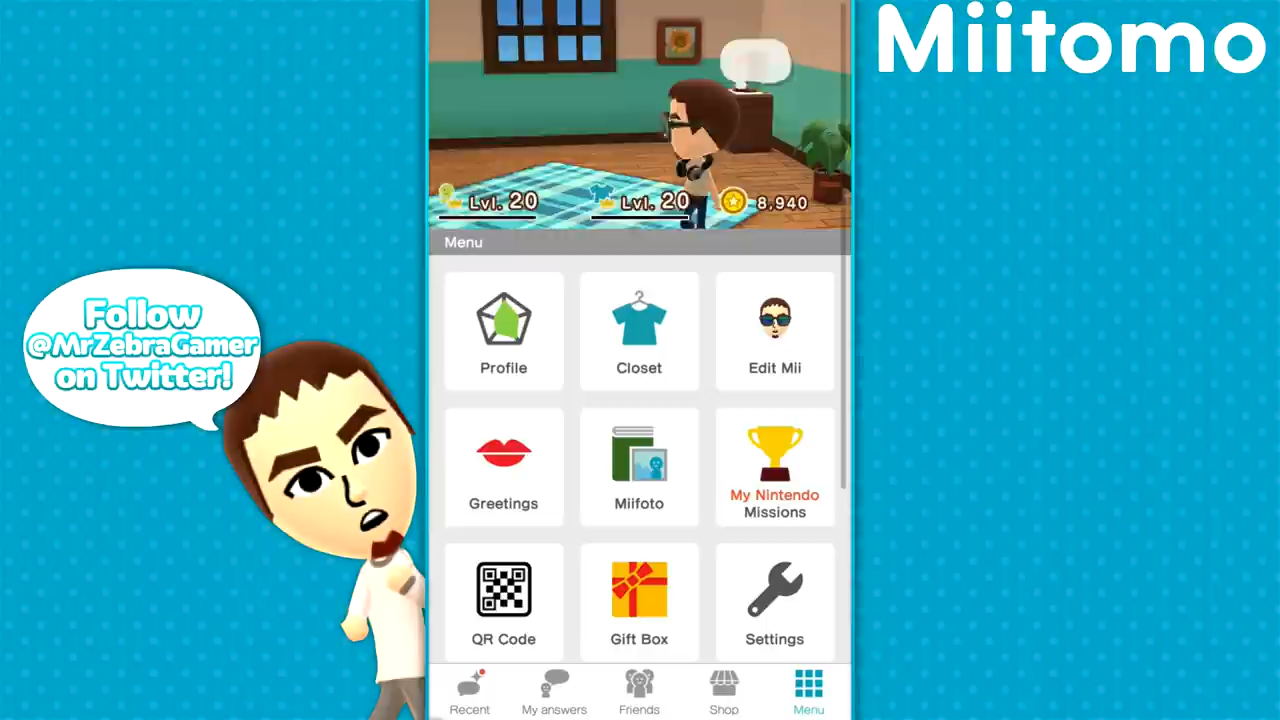 Miitomo
Follow
@MrZebraGamer
on Twitter!
Lvl. 20
Lvl. 20
8,940
Menu
Profile
Closet
Edit Mii
Greetings
Miifoto
My Nintendo
Missions
QR Code
Gift Box
Settings
Recent
My answers
Friends
Shop
Menu